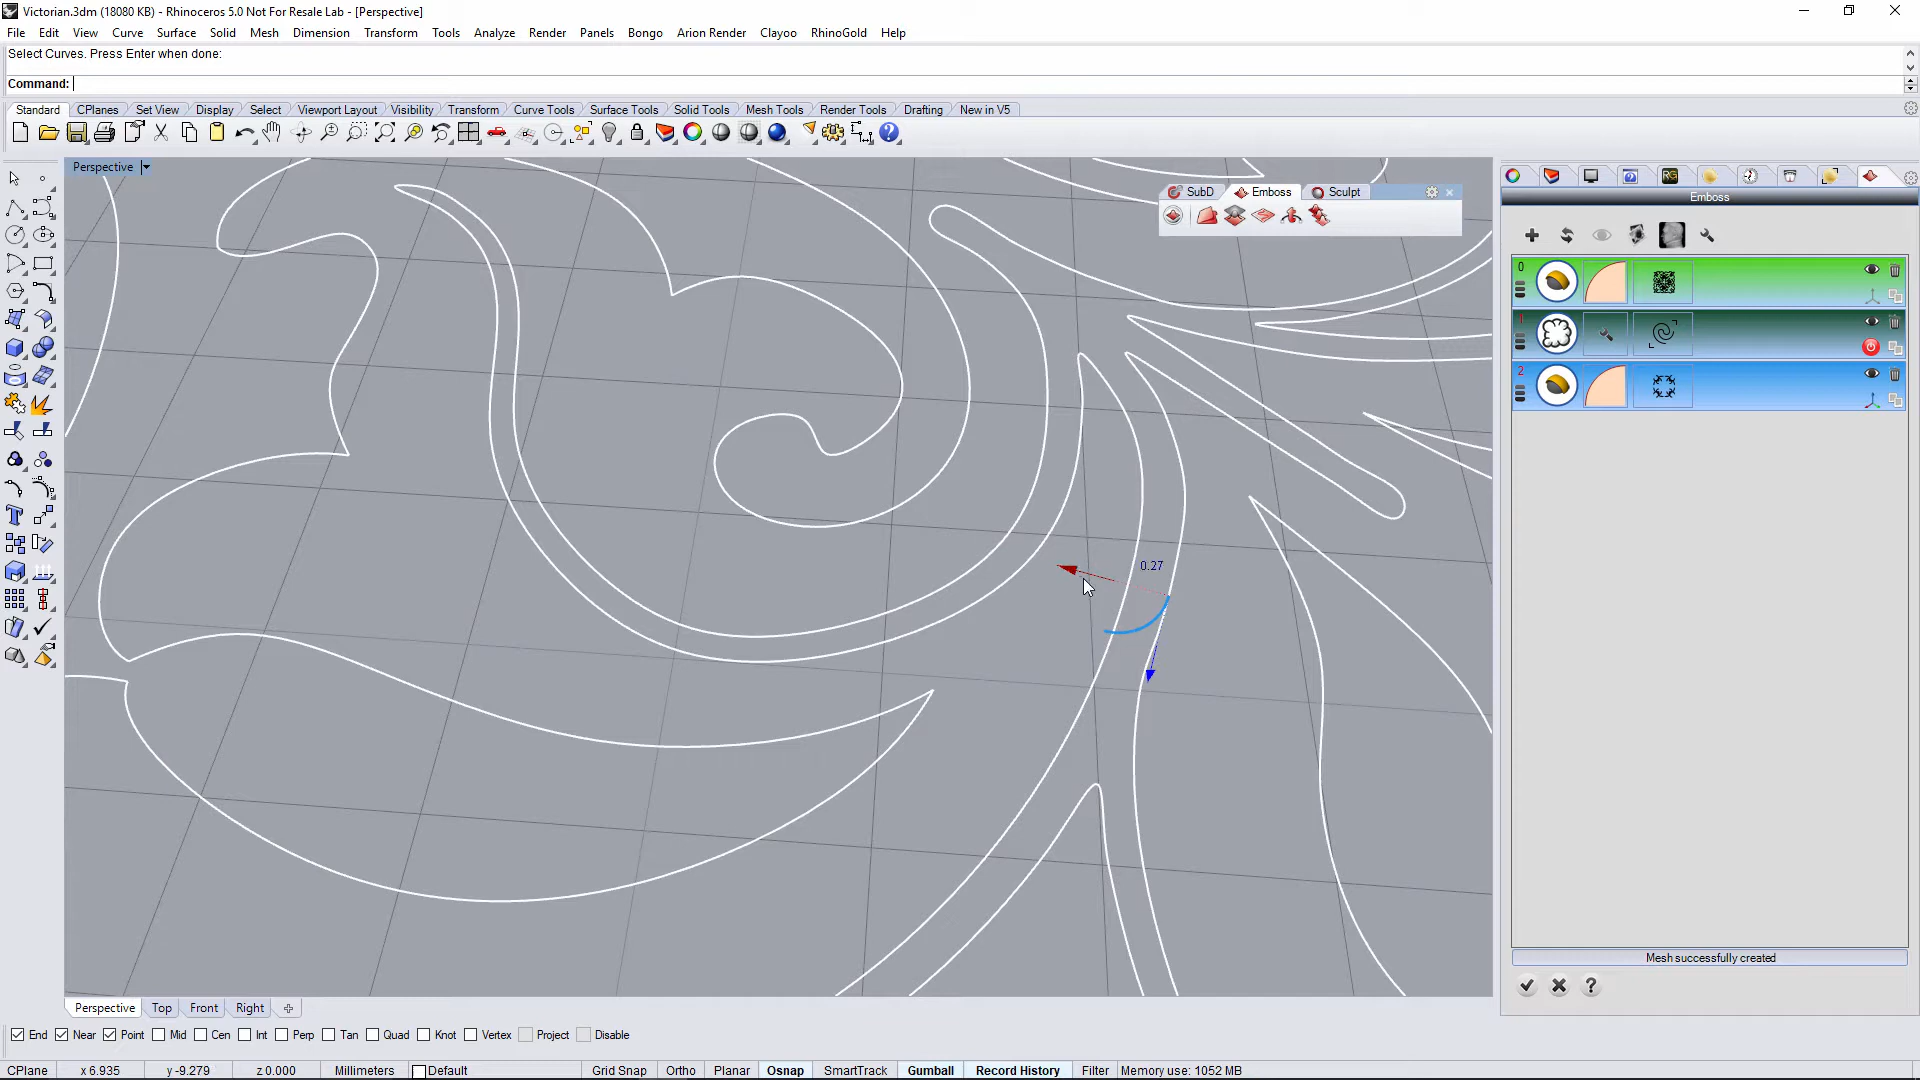 Victorian.3dm (18080 KB) - Rhinoceros 5.0 Not For Resale Lab - [Perspective]
File Edit View Curve Surface Solid Mesh Dimension Transform Tools Analyze Render Panels Bongo Arion Render Clayoo RhinoGold Help
Select Curves. Press Enter when done:
Command:
Standard CPlanes Set View Display Select Viewport Layout Visibility Transform Curve Tools Surface Tools Solid Tools Mesh Tools Render Tools Drafting New in V5
Perspective
SubD Emboss Sculpt
RG
Emboss
0
1
2
0.27
Mesh successfully created
Perspective Top Front Right
End Near Point Mid Cen Int Perp Tan Quad Knot Vertex Project Disable
CPlane x 6.935 y -9.279 z 0.000 Millimeters Default Grid Snap Ortho Planar Osnap SmartTrack Gumball Record History Filter Memory use: 1052 MB